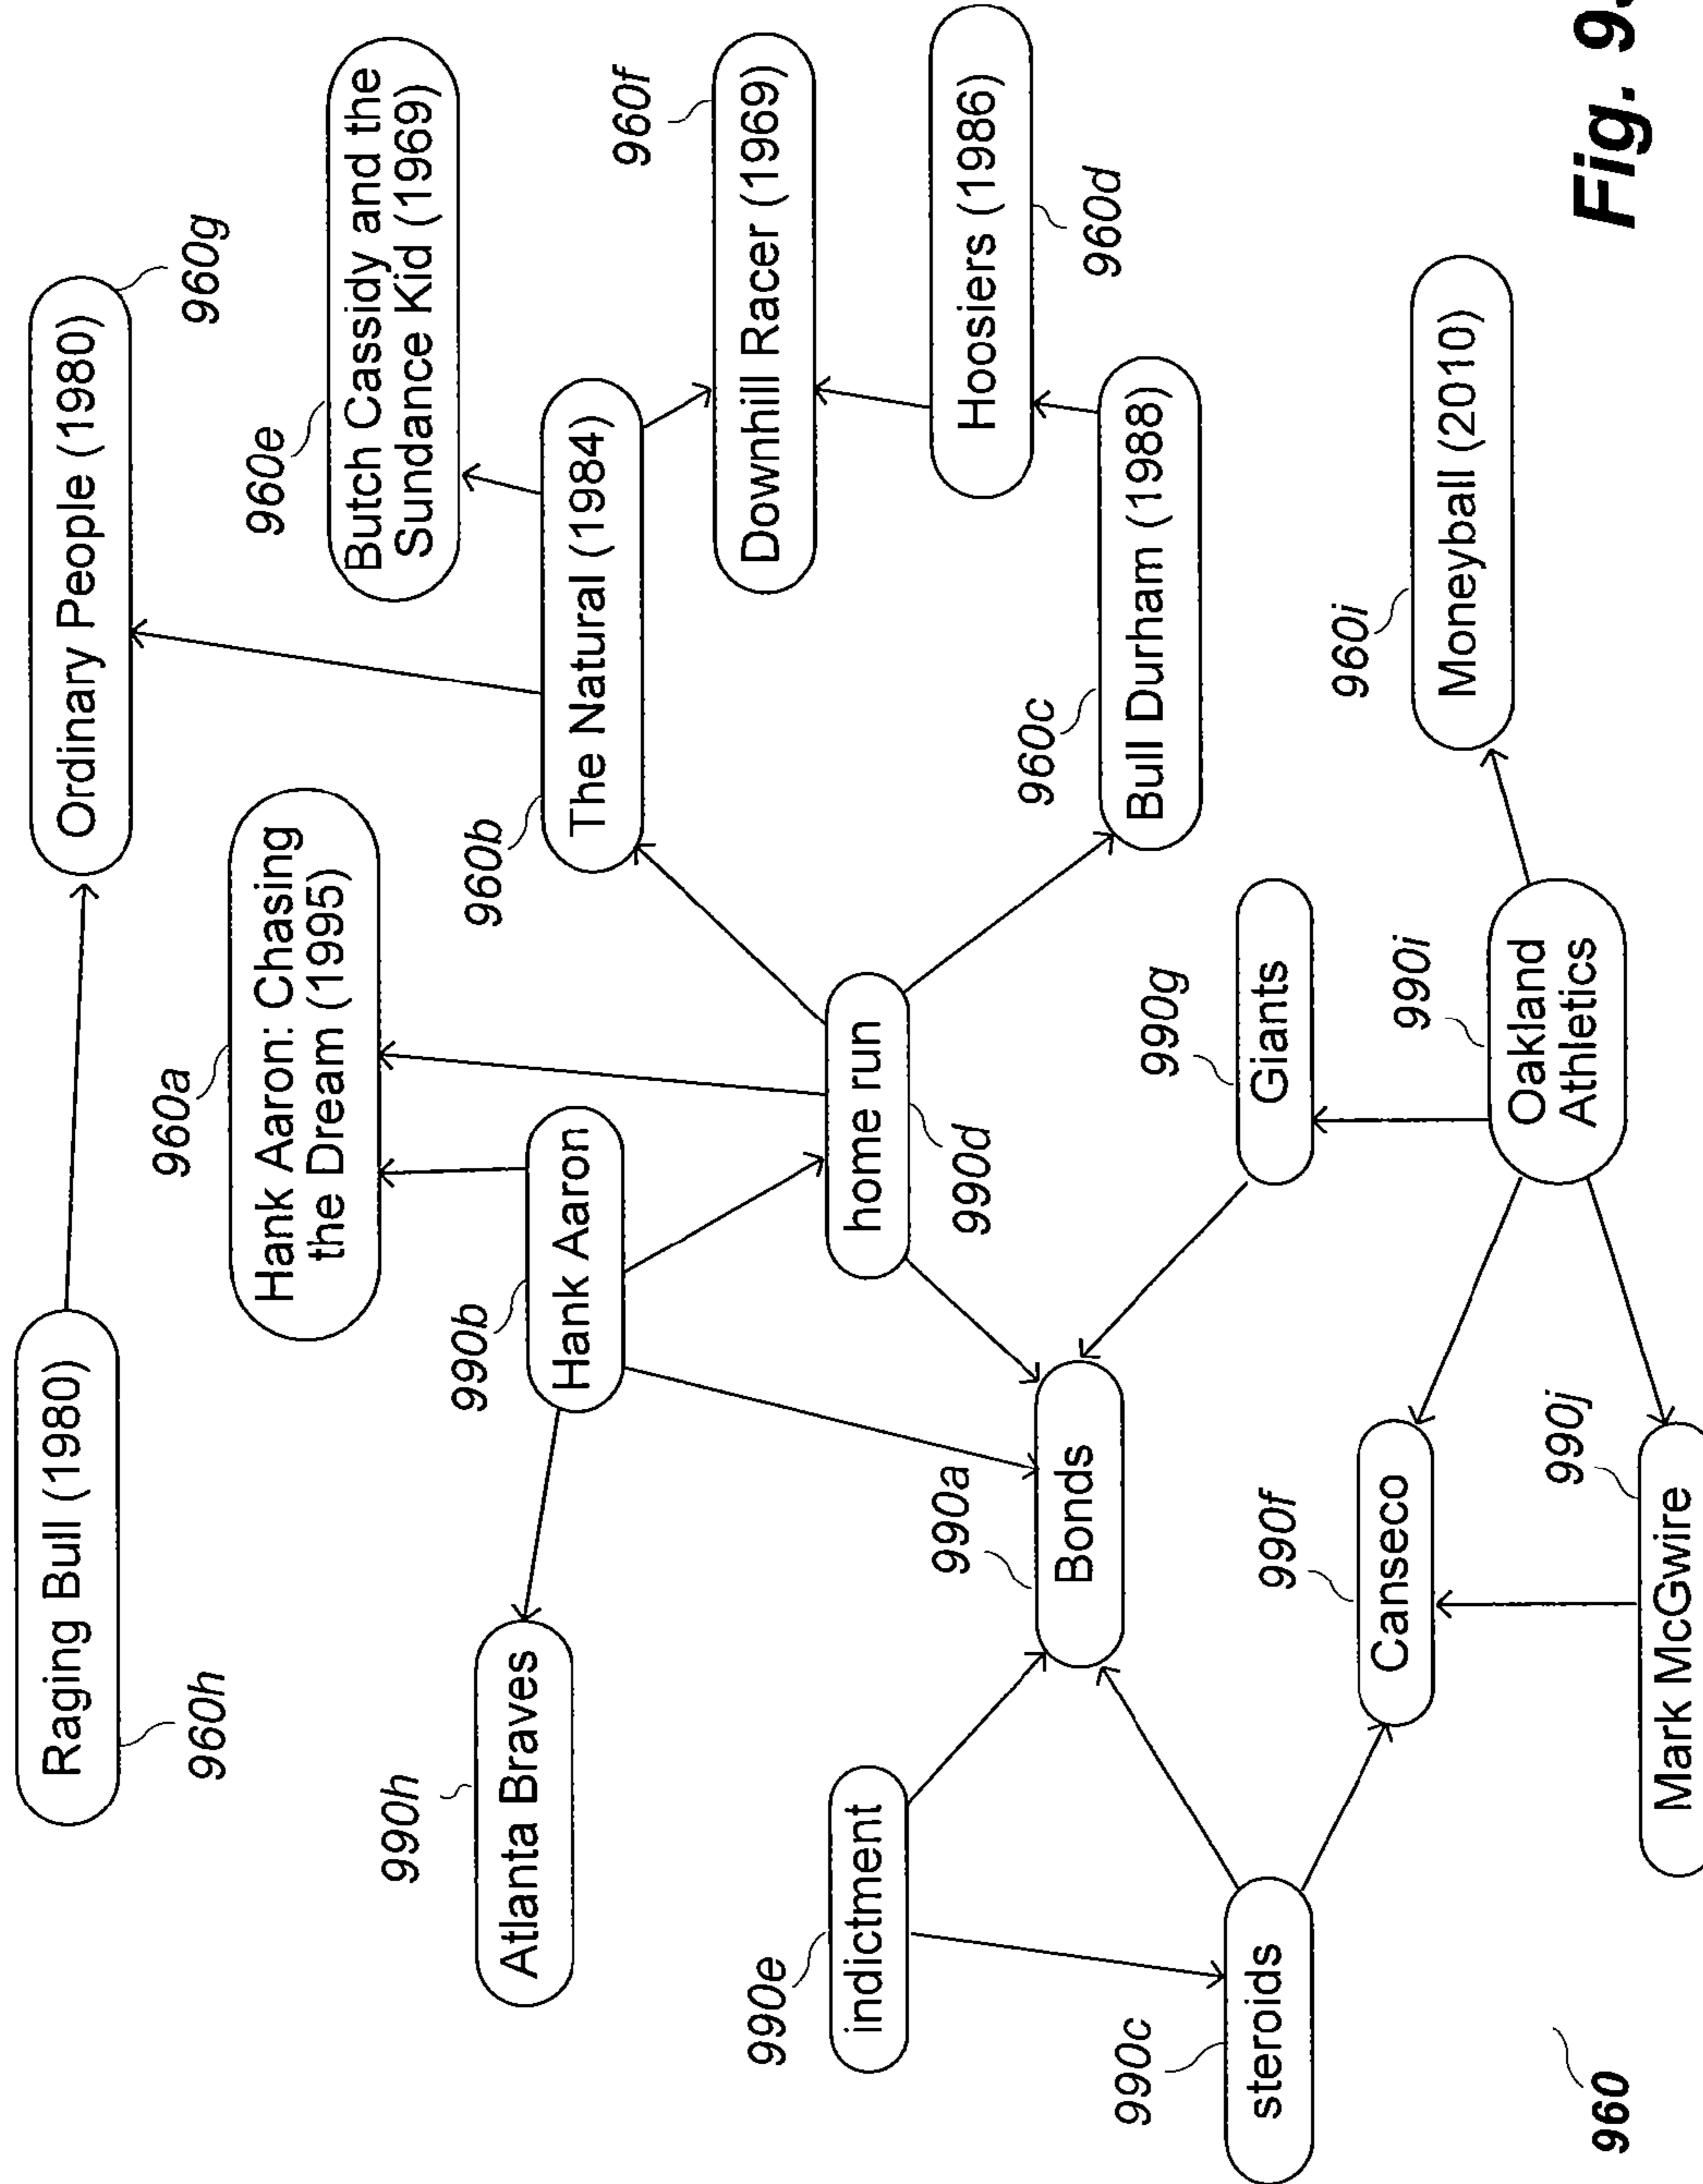 Raging Bull (1980)
Ordinary People (1980)
960a
960h
960g
Hank Aaron: Chasing
the Dream (1995)
960e
Butch Cassidy and the
Sundance Kid (1969)
990h
990b
960b
Atlanta Braves
Hank Aaron
The Natural (1984)
960f
990e
Downhill Racer (1969)
indictment
home run
990a
990d
Hoosiers (1986)
960c
Bonds
960d
990c
Bull Durham (1988)
990g
steroids
Giants
990f
960i
Canseco
990i
Moneyball (2010)
Oakland
Athletics
990j
960
Fig. 9
Mark McGwire